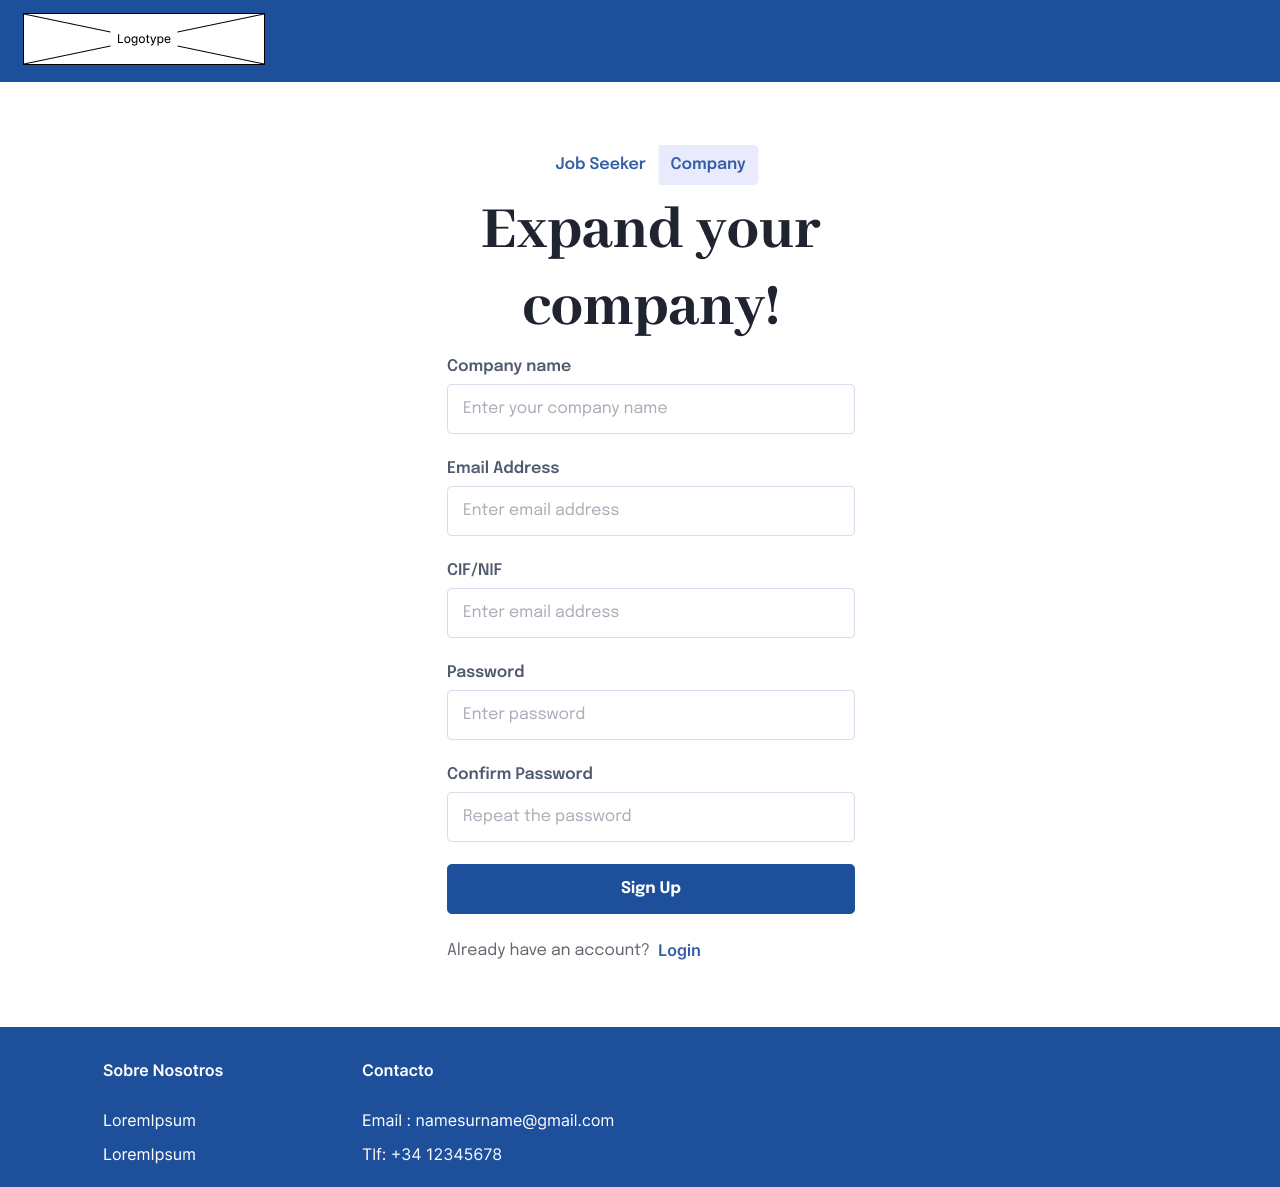 Logotype
Job Seeker Company
Expand your
company!
Company name
Enter your company name
Email Address
Enter email address
CIF/NIF
Enter email address
Password
Enter password
Confirm Password
Repeat the password
Sign Up
Already have an account? Login
Sobre Nosotros Contacto
LoremIpsum Email : namesurname@gmail.com
LoremIpsum Tlf: +34 12345678